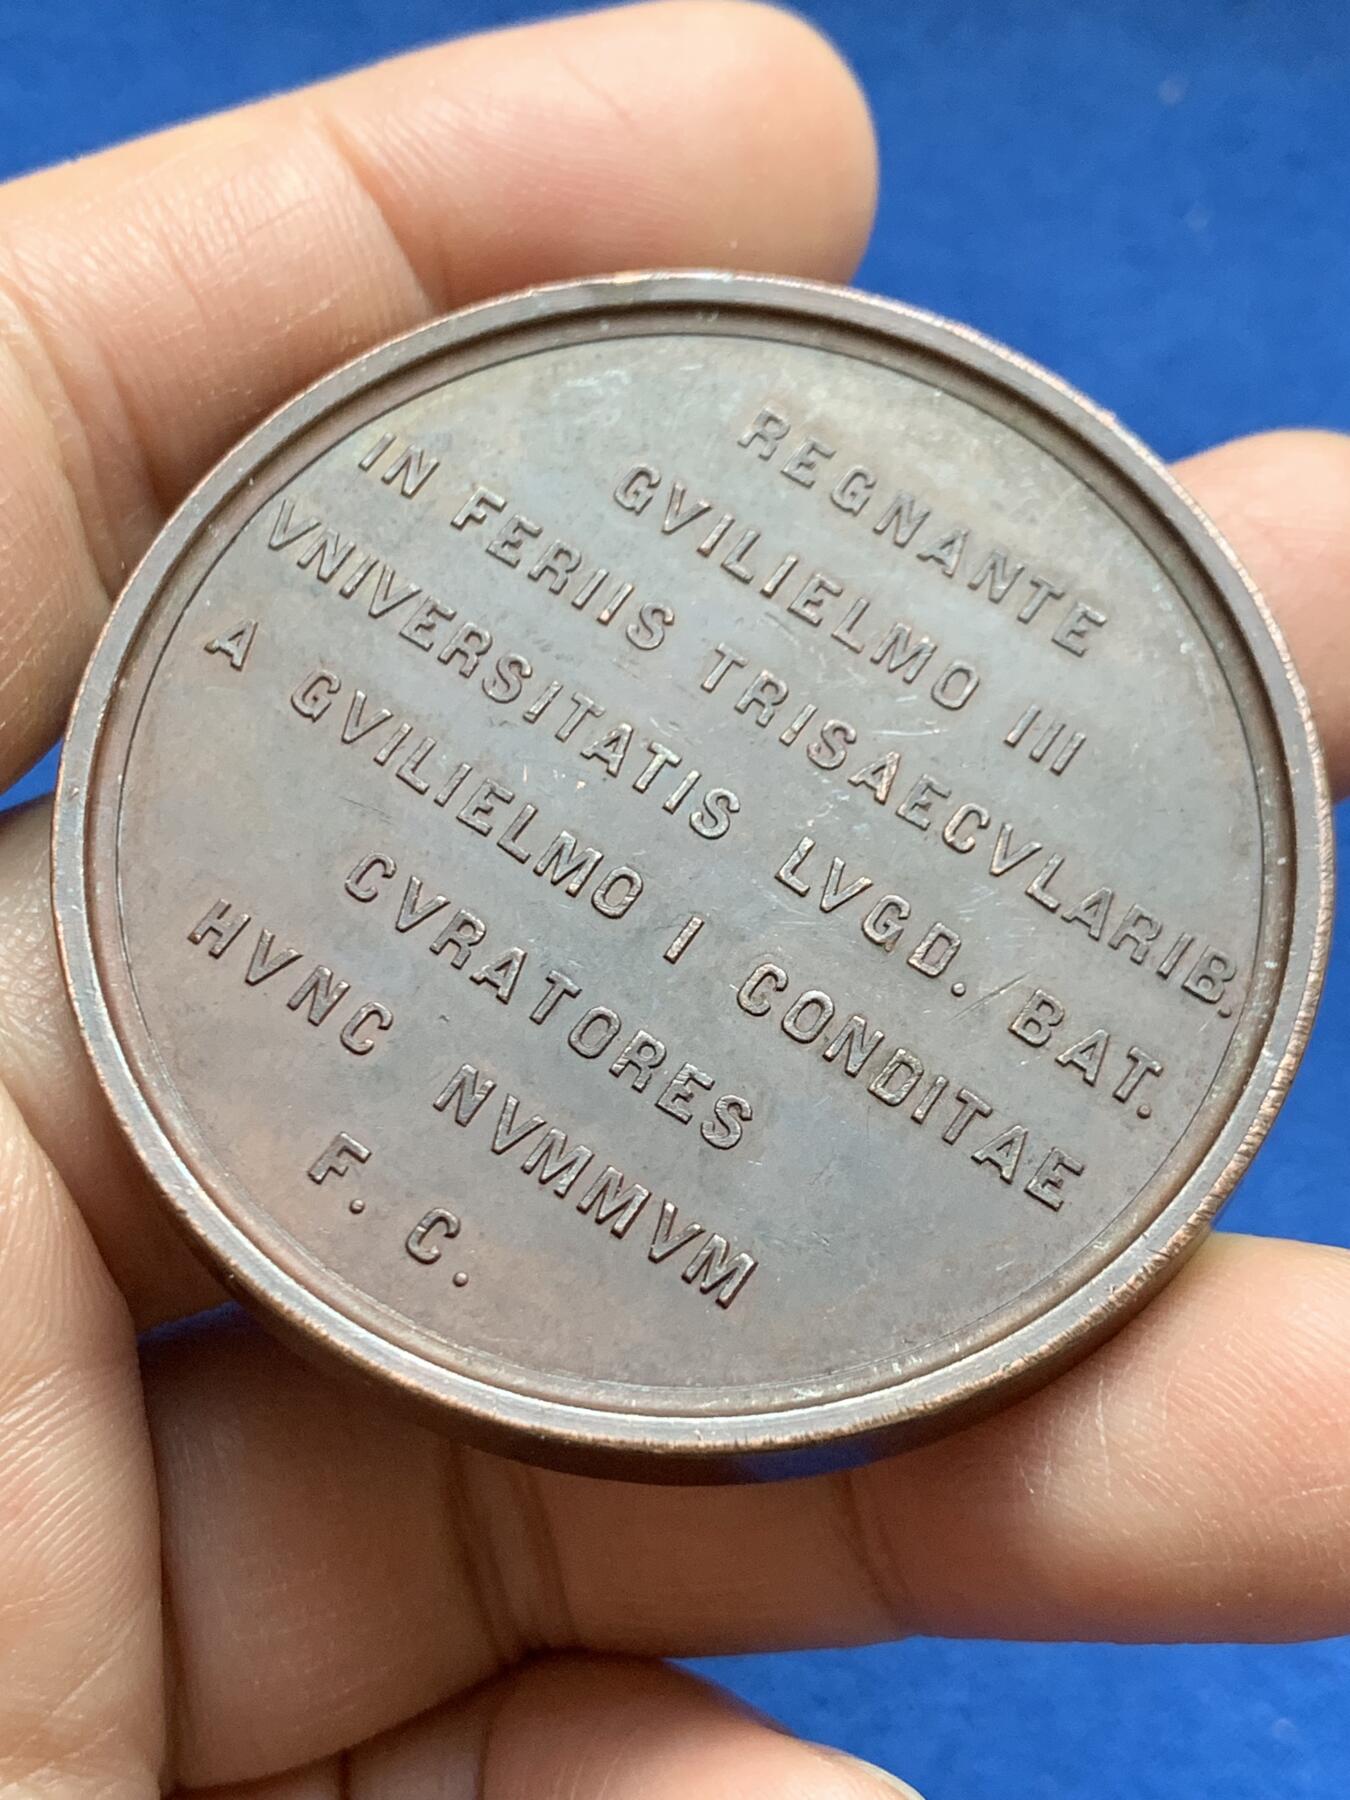 REGNANTE
GVILIELMO III
IN FERIIS TRISAECVLARIB.
VNIVERSITATIS LVGD. BAT.
A GVILIELMO I CONDITAE
CVRATORES
HVNC NVMMVM
F. C.